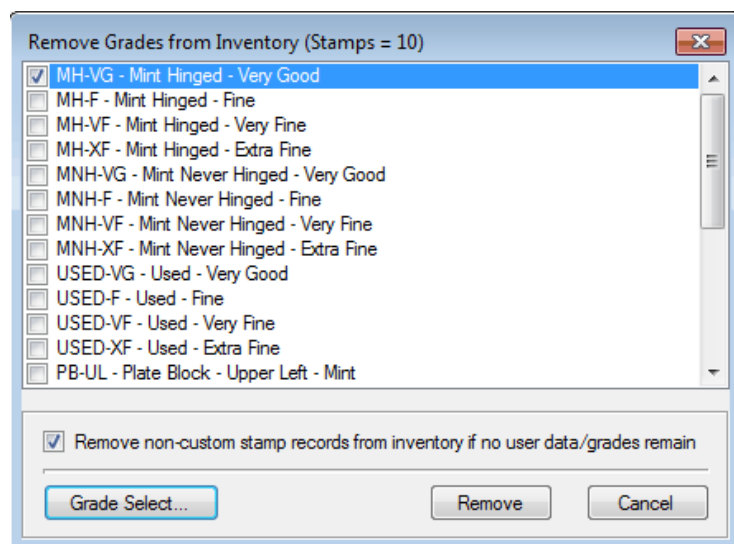 Remove Grades from Inventory (Stamps = 10)
MH-VG - Mint Hinged - Very Good
MH-F - Mint Hinged - Fine
MH-VF - Mint Hinged - Very Fine
MH-XF - Mint Hinged - Extra Fine
MNH-VG - Mint Never Hinged - Very Good
MNH-F - Mint Never Hinged - Fine
MNH-VF - Mint Never Hinged - Very Fine
MNH-XF - Mint Never Hinged - Extra Fine
USED-VG - Used - Very Good
USED-F - Used - Fine
USED-VF - Used - Very Fine
USED-XF - Used - Extra Fine
PB-UL - Plate Block - Upper Left - Mint
Remove non-custom stamp records from inventory if no user data/grades remain
Grade Select... Remove Cancel